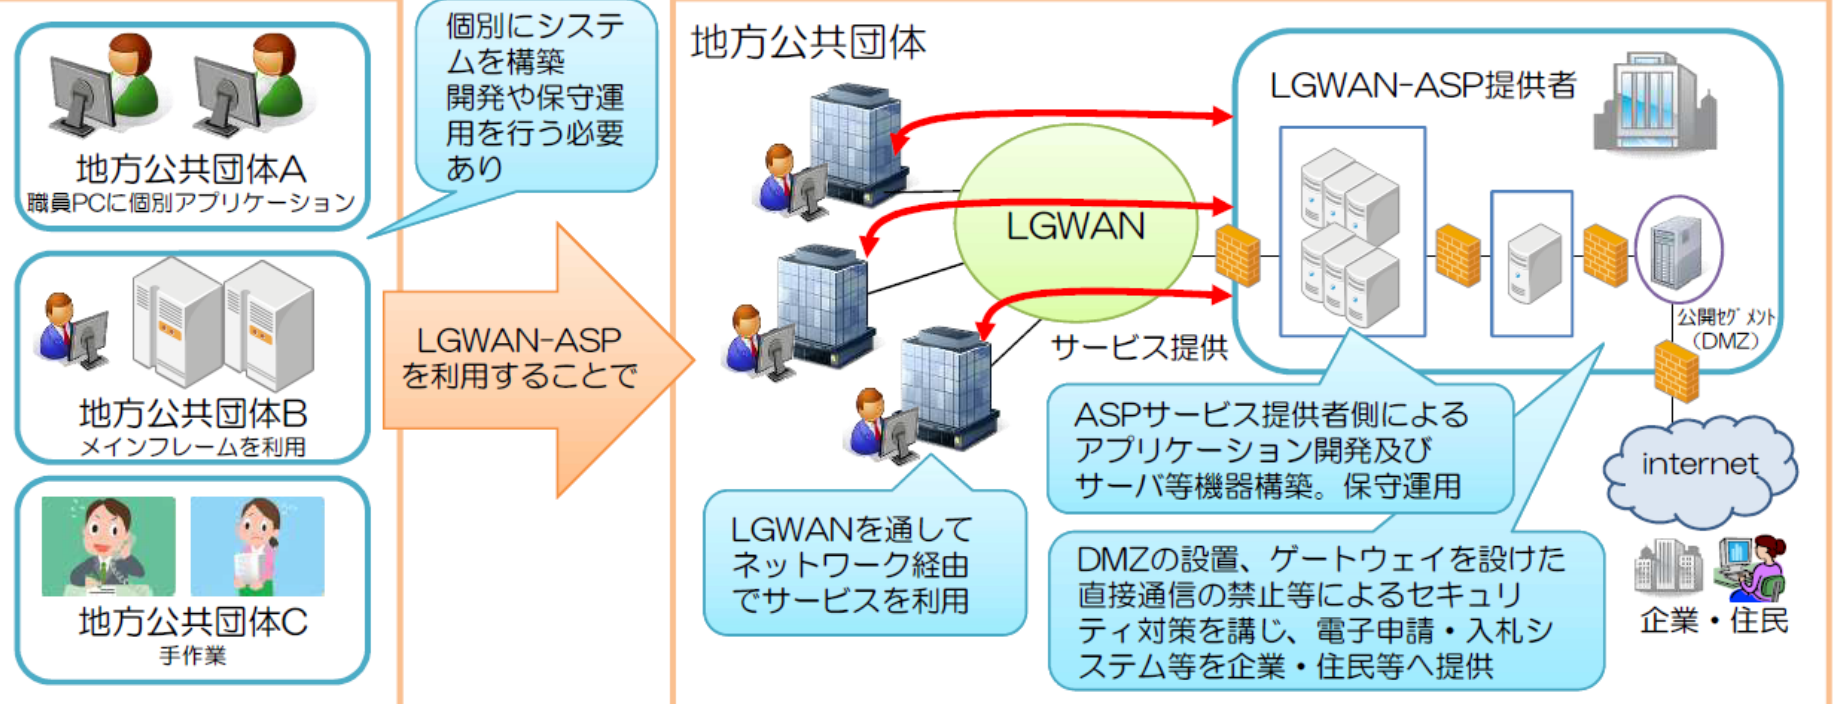 個別にシステ
ムを構築
開発や保守運
用を行う必要
あり
地方公共団体A
職員PCに個別アプリケーション
地方公共団体B
メインフレームを利用
地方公共団体C
手作業
LGWAN-ASP
を利用することで
地方公共団体
LGWAN-ASP提供者
LGWAN
サービス提供
公開ｾｸﾞﾒﾝﾄ
（DMZ）
ASPサービス提供者側による
アプリケーション開発及び
サーバ等機器構築。保守運用
internet
LGWANを通して
ネットワーク経由
でサービスを利用
DMZの設置、ゲートウェイを設けた
直接通信の禁止等によるセキュリ
ティ対策を講じ、電子申請・入札シ
ステム等を企業・住民等へ提供
企業・住民